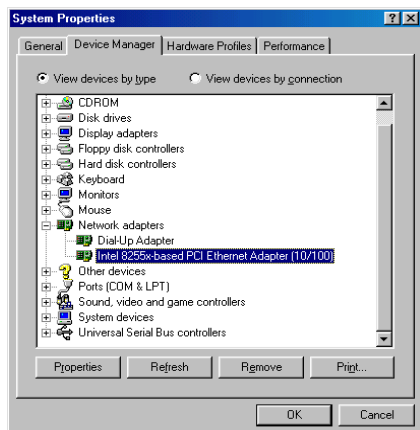 System Properties
General Device Manager Hardware Profiles Performance
View devices by type View devices by connection
CDROM
Disk drives
Display adapters
Floppy disk controllers
Hard disk controllers
Keyboard
Monitors
Mouse
Network adapters
Dial-Up Adapter
Intel 8255x-based PCI Ethernet Adapter (10/100)
Other devices
Ports (COM & LPT)
Sound, video and game controllers
System devices
Universal Serial Bus controllers
Properties Refresh Remove Print...
OK Cancel